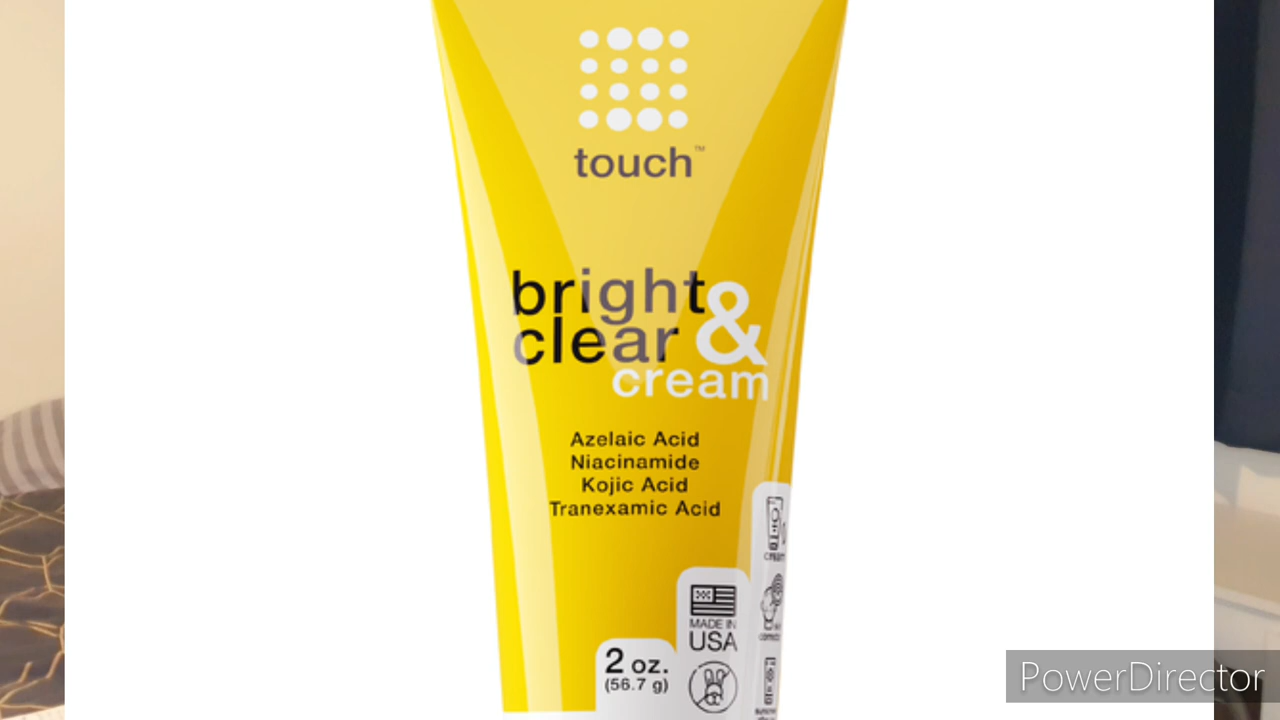 touch™
bright
clear &
cream
Azelaic Acid
Niacinamide
Kojic Acid
Tranexamic Acid
MADE IN
USA
2 oz.
(56.7 g)
cream
PowerDirector